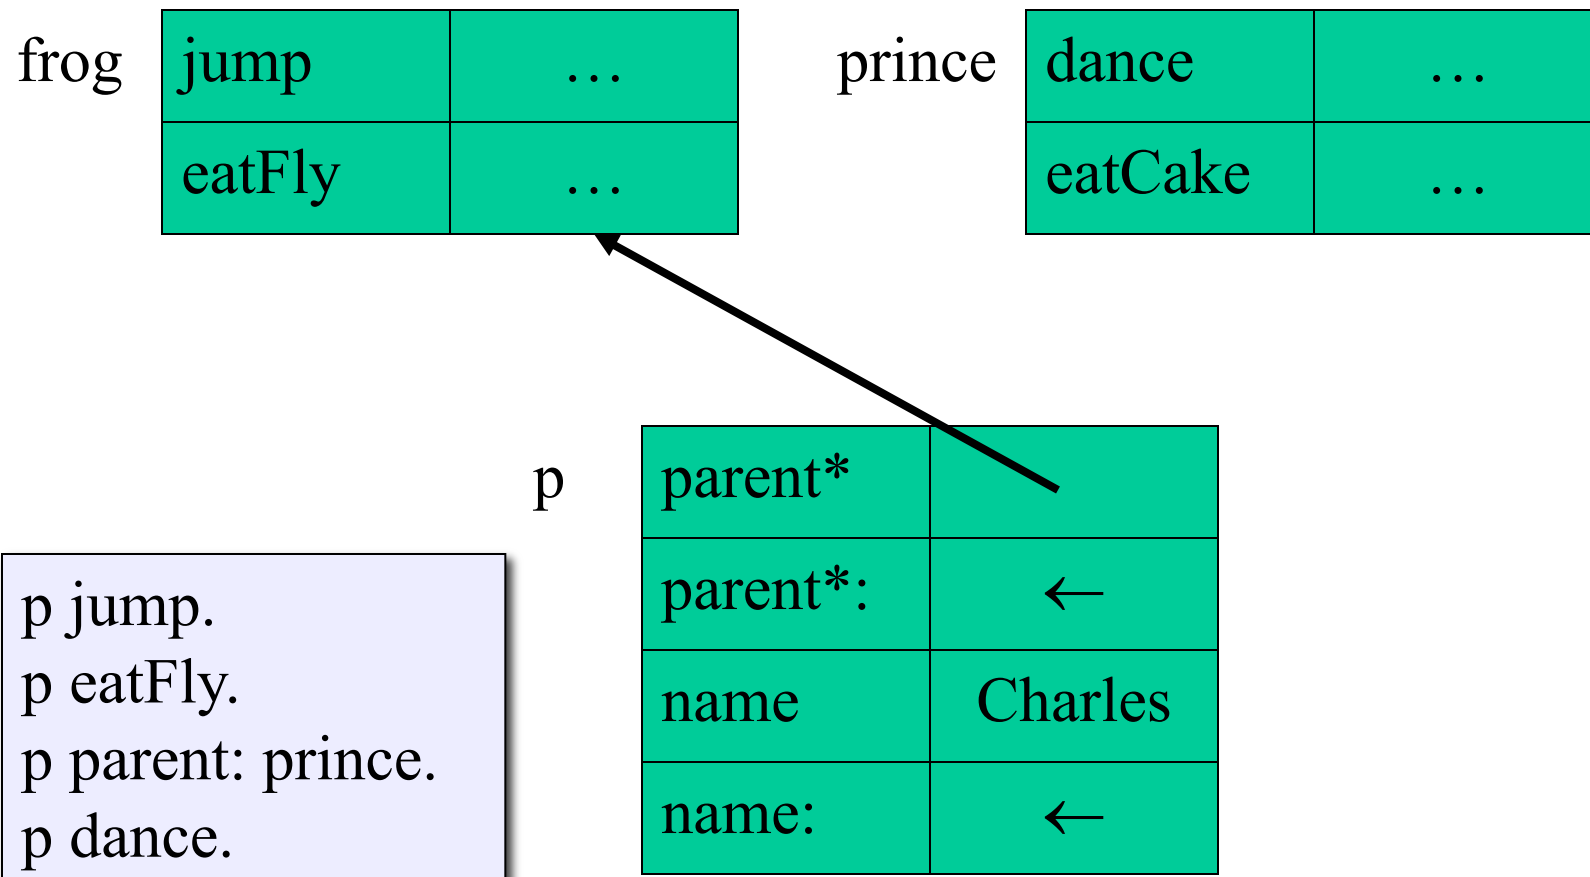 frog jump … prince dance …
eatFly … eatCake …
p parent*
parent*: ←
name Charles
name: ←
p jump.
p eatFly.
p parent: prince.
p dance.